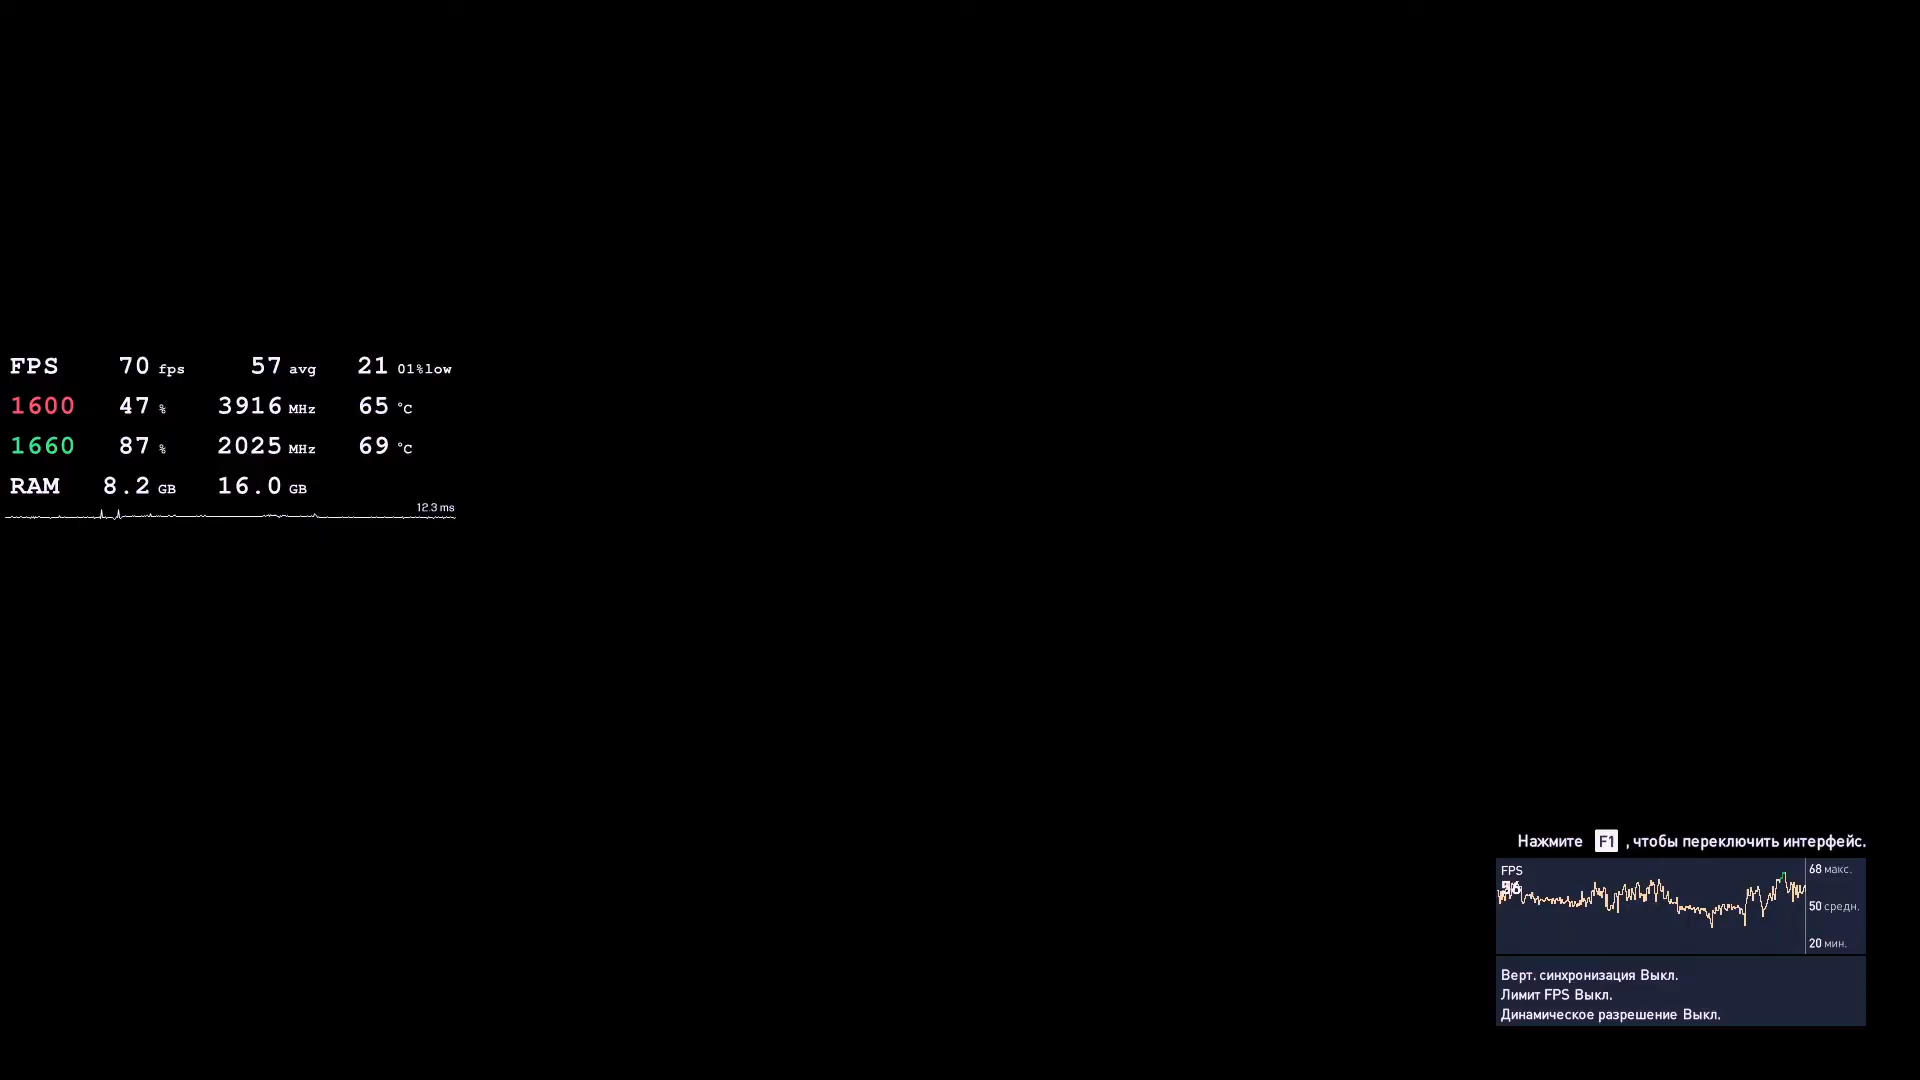 FPS 70 fps 57 avg 21 01%low
1600 47 % 3916 MHz 65 °C
1660 87 % 2025 MHz 69 °C
RAM 8.2 GB 16.0 GB
12.3 ms
Нажмите F1 , чтобы переключить интерфейс.
FPS
68 макс.
50 средн.
20 мин.
Верт. синхронизация Выкл.
Лимит FPS Выкл.
Динамическое разрешение Выкл.